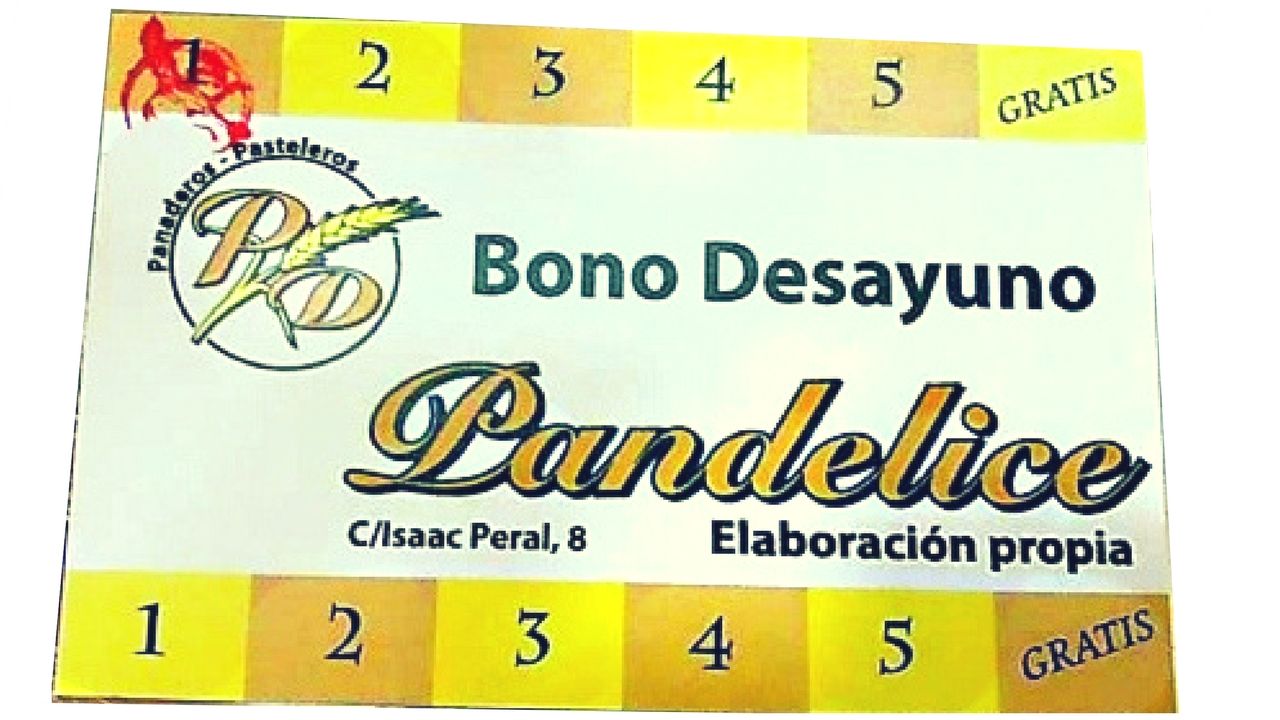 1 2 3 4 5 GRATIS
Panaderos - Pasteleros
PD
Bono Desayuno
Pandelice
C/Isaac Peral, 8 Elaboración propia
1 2 3 4 5 GRATIS